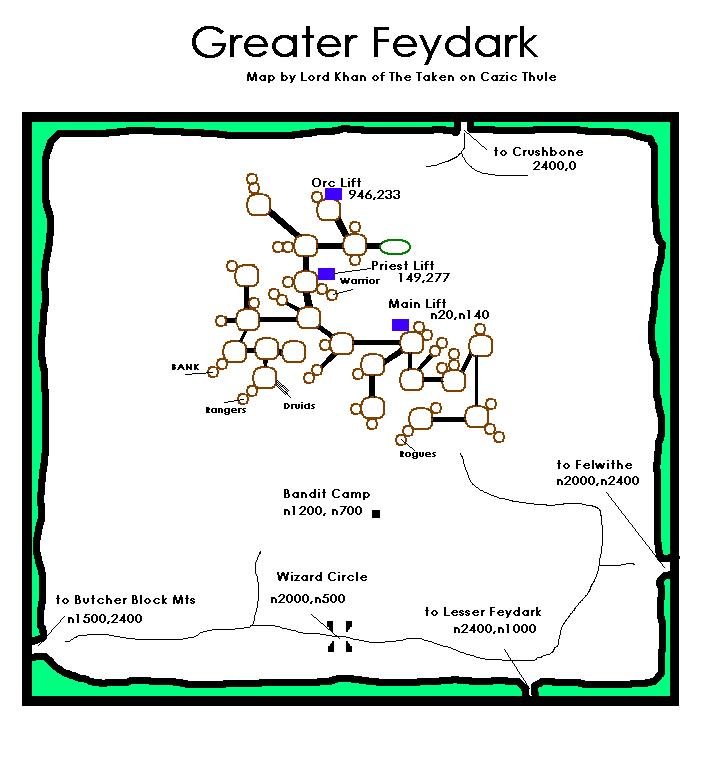 Greater Feydark
Map by Lord Khan of The Taken on Cazic Thule
to Crushbone
2400,0
Orc Lift
946,233
Priest Lift
149,277
Warrior
Main Lift
n20,n140
BANK
Rangers
Druids
Rogues
to Felwithe
n2000,n2400
Bandit Camp
n1200, n700
Wizard Circle
n2000,n500
to Butcher Block Mts
n1500,2400
to Lesser Feydark
n2400,n1000